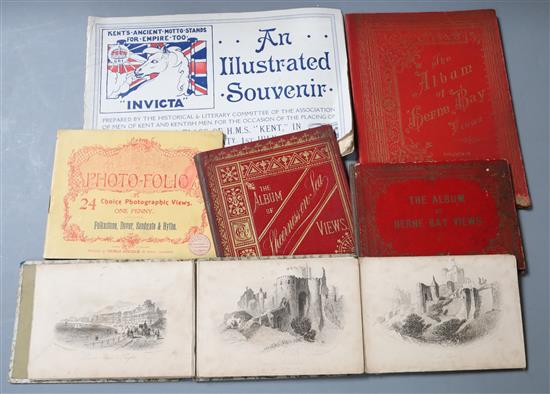 KENT'S·ANCIENT·MOTTO·STANDS
FOR·EMPIRE·TOO·
"INVICTA"
An
Illustrated
Souvenir
PREPARED BY THE HISTORICAL & LITERARY COMMITTEE OF THE ASSOCIATION
OF MEN OF KENT AND KENTISH MEN FOR THE OCCASION OF THE PLACING OF
H.M.S. "KENT," IN
The Album
of
Herne Bay
Views
PHOTO-FOLIO
24
Choice Photographic Views.
ONE PENNY.
Folkestone, Dover, Sandgate & Hythe.
THE
ALBUM
OF
Sheerness-on-Sea
VIEWS
THE ALBUM
OF
HERNE BAY VIEWS